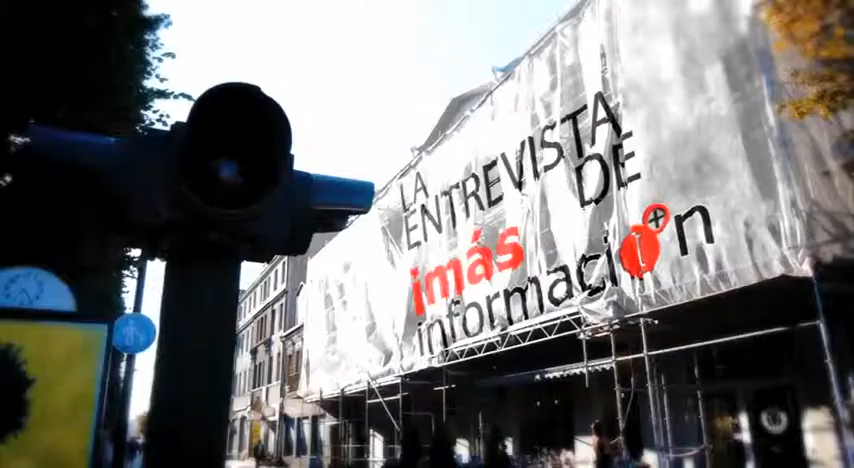 LA
ENTREVISTA
DE
imás
información